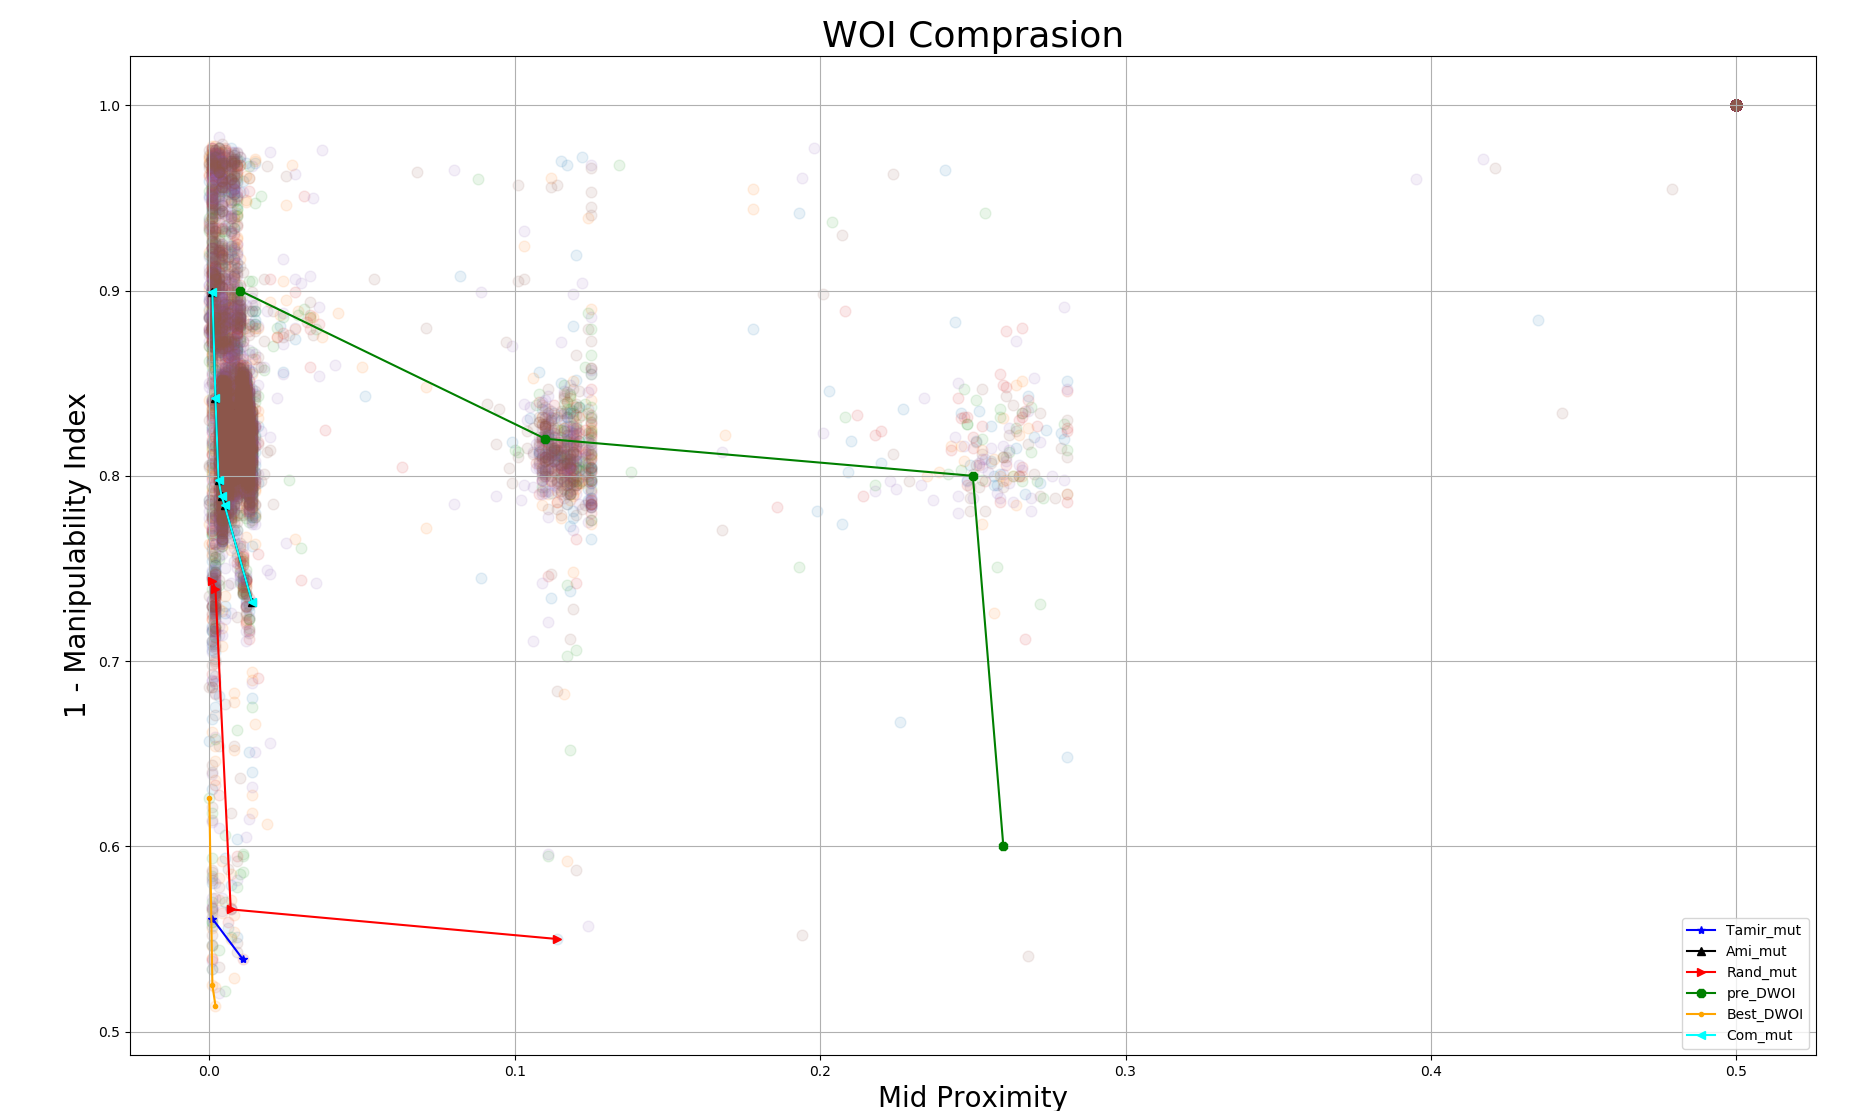 WOI Comprasion
1.0
0.9
0.8
0.7
0.6
0.5
1 - Manipulability Index
0.0
0.1
0.2
0.3
0.4
0.5
Mid Proximity
Tamir_mut
Ami_mut
Rand_mut
pre_DWOI
Best_DWOI
Com_mut